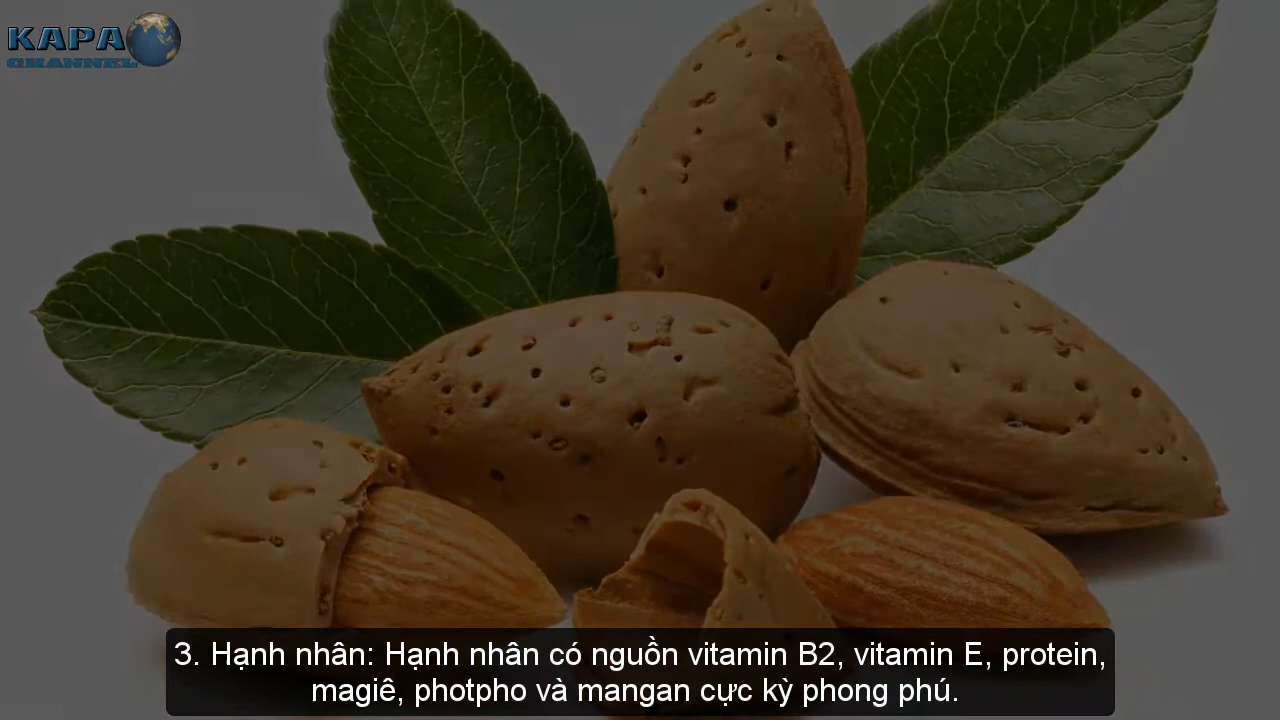 KAPA
CHANNEL
3. Hạnh nhân: Hạnh nhân có nguồn vitamin B2, vitamin E, protein,
magiê, photpho và mangan cực kỳ phong phú.